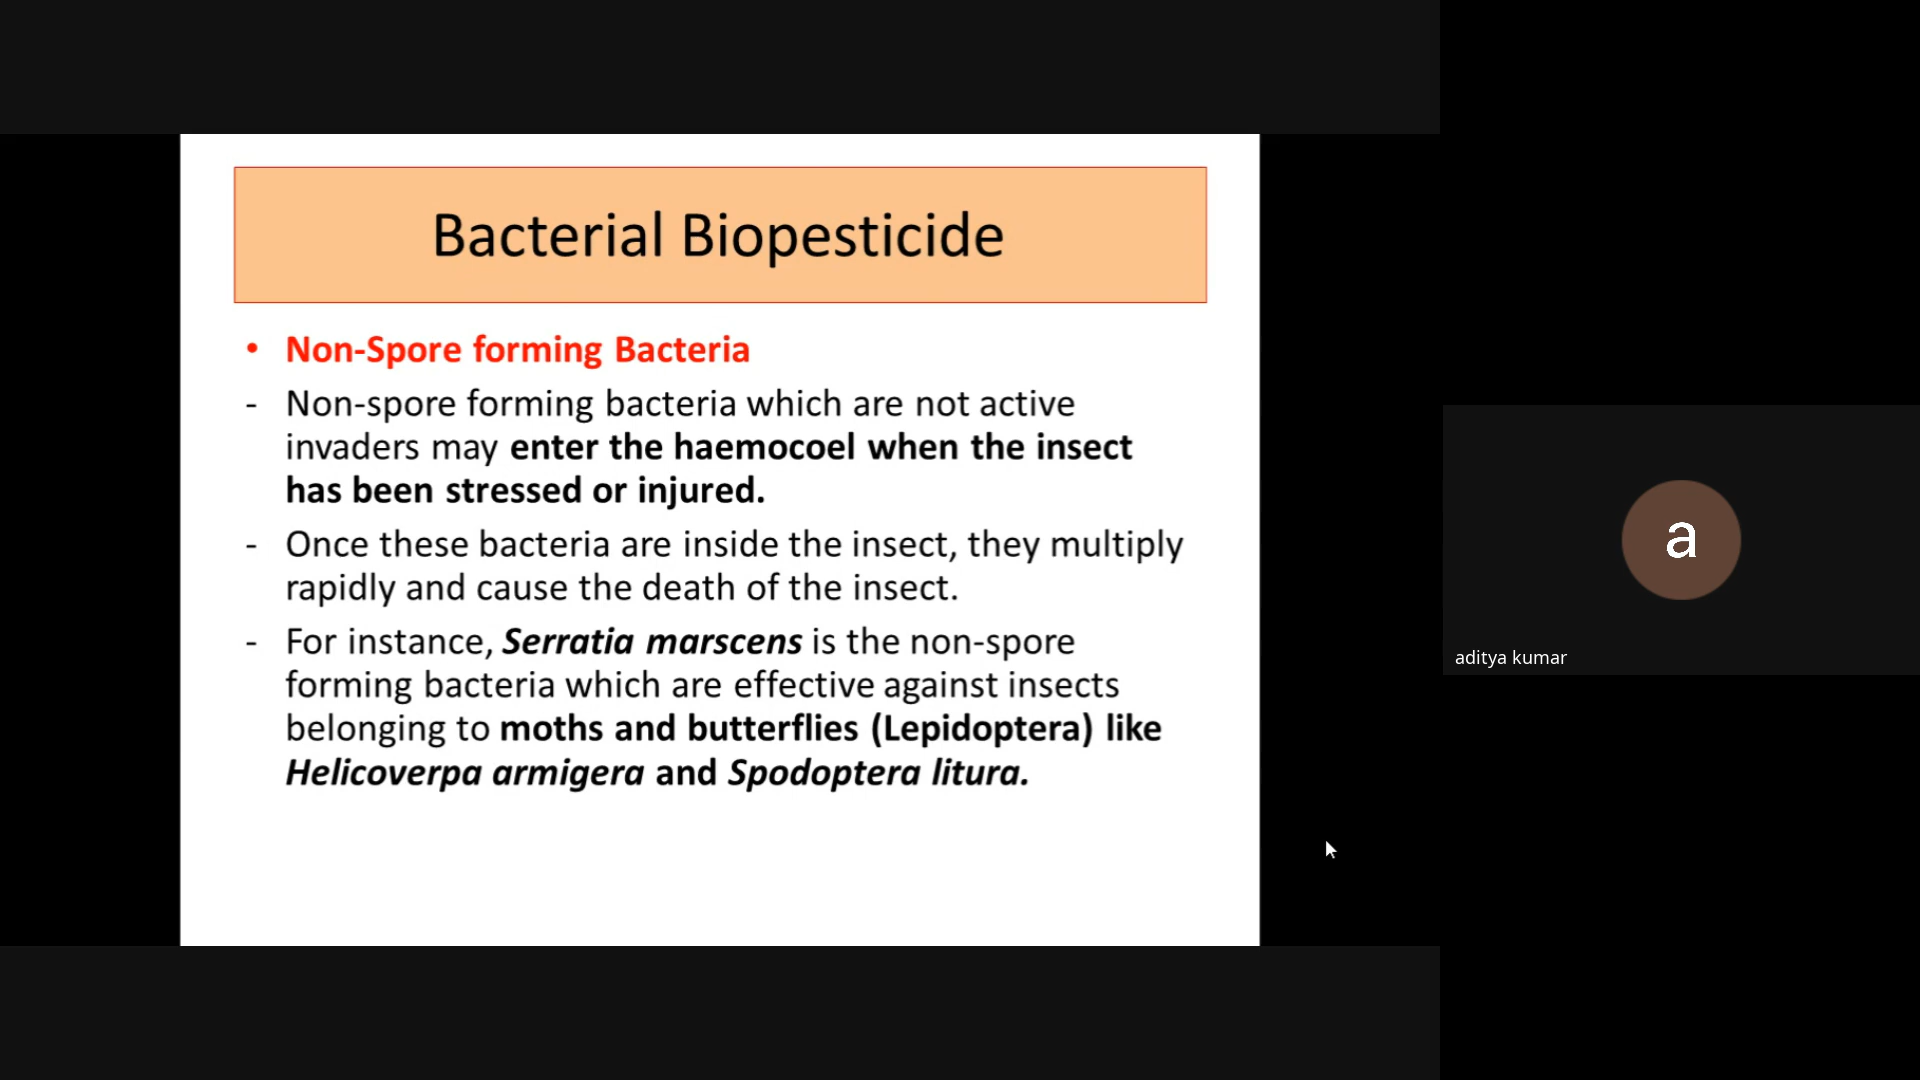 Bacterial Biopesticide
• Non-Spore forming Bacteria
- Non-spore forming bacteria which are not active
invaders may enter the haemocoel when the insect
has been stressed or injured.
- Once these bacteria are inside the insect, they multiply
rapidly and cause the death of the insect.
- For instance, Serratia marscens is the non-spore
forming bacteria which are effective against insects
belonging to moths and butterflies (Lepidoptera) like
Helicoverpa armigera and Spodoptera litura.
a
aditya kumar